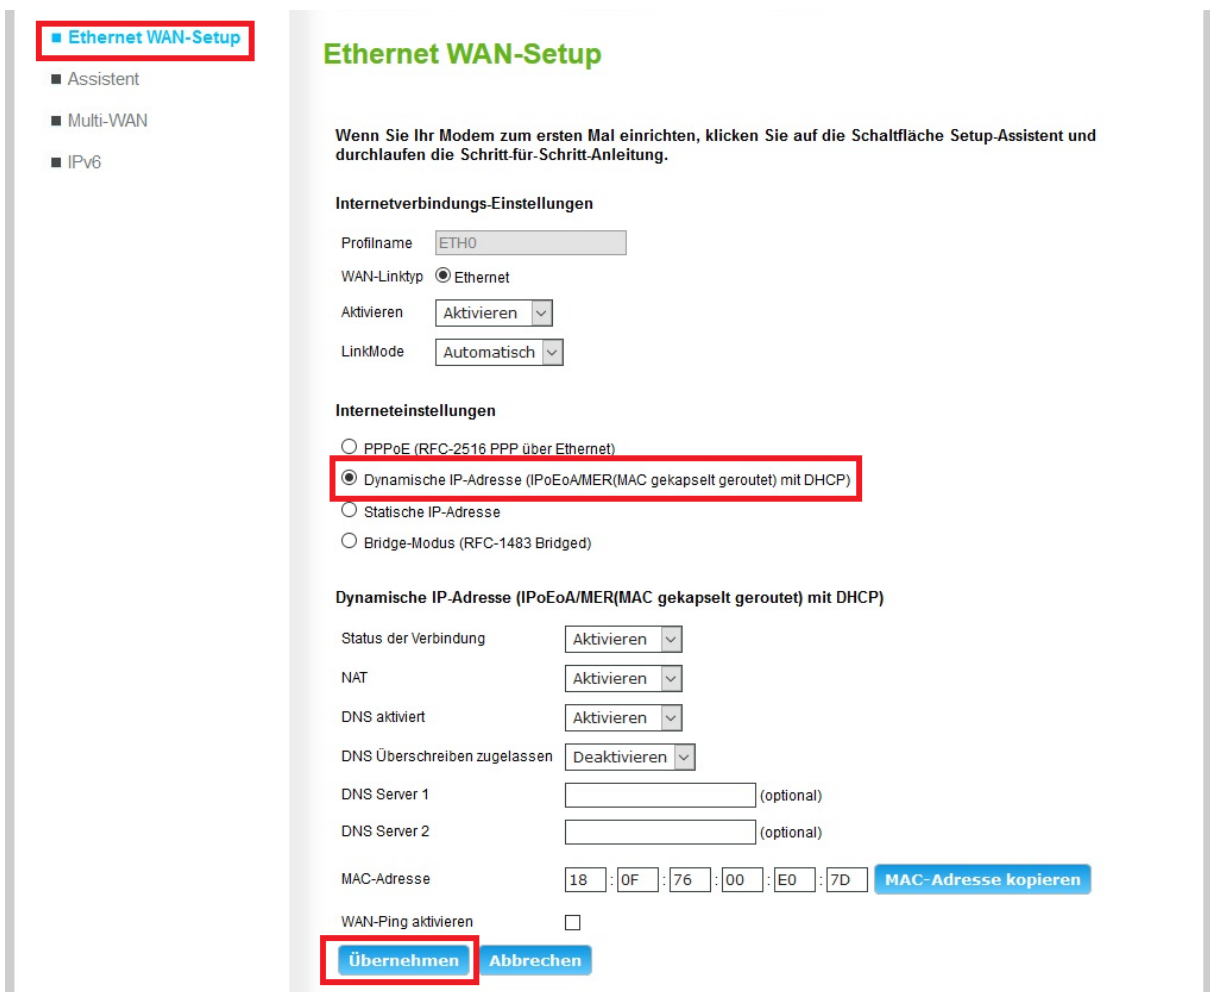 Ethernet WAN-Setup
Assistent
Multi-WAN
IPv6
Ethernet WAN-Setup
Wenn Sie Ihr Modem zum ersten Mal einrichten, klicken Sie auf die Schaltfläche Setup-Assistent und
durchlaufen die Schritt-für-Schritt-Anleitung.
Internetverbindungs-Einstellungen
Profilname ETH0
WAN-Linktyp Ethernet
Aktivieren Aktivieren
LinkMode Automatisch
Interneteinstellungen
PPPoE (RFC-2516 PPP über Ethernet)
Dynamische IP-Adresse (IPoEoA/MER(MAC gekapselt geroutet) mit DHCP)
Statische IP-Adresse
Bridge-Modus (RFC-1483 Bridged)
Dynamische IP-Adresse (IPoEoA/MER(MAC gekapselt geroutet) mit DHCP)
Status der Verbindung Aktivieren
NAT Aktivieren
DNS aktiviert Aktivieren
DNS Überschreiben zugelassen Deaktivieren
DNS Server 1 (optional)
DNS Server 2 (optional)
MAC-Adresse 18 : 0F : 76 : 00 : E0 : 7D MAC-Adresse kopieren
WAN-Ping aktivieren
Übernehmen Abbrechen